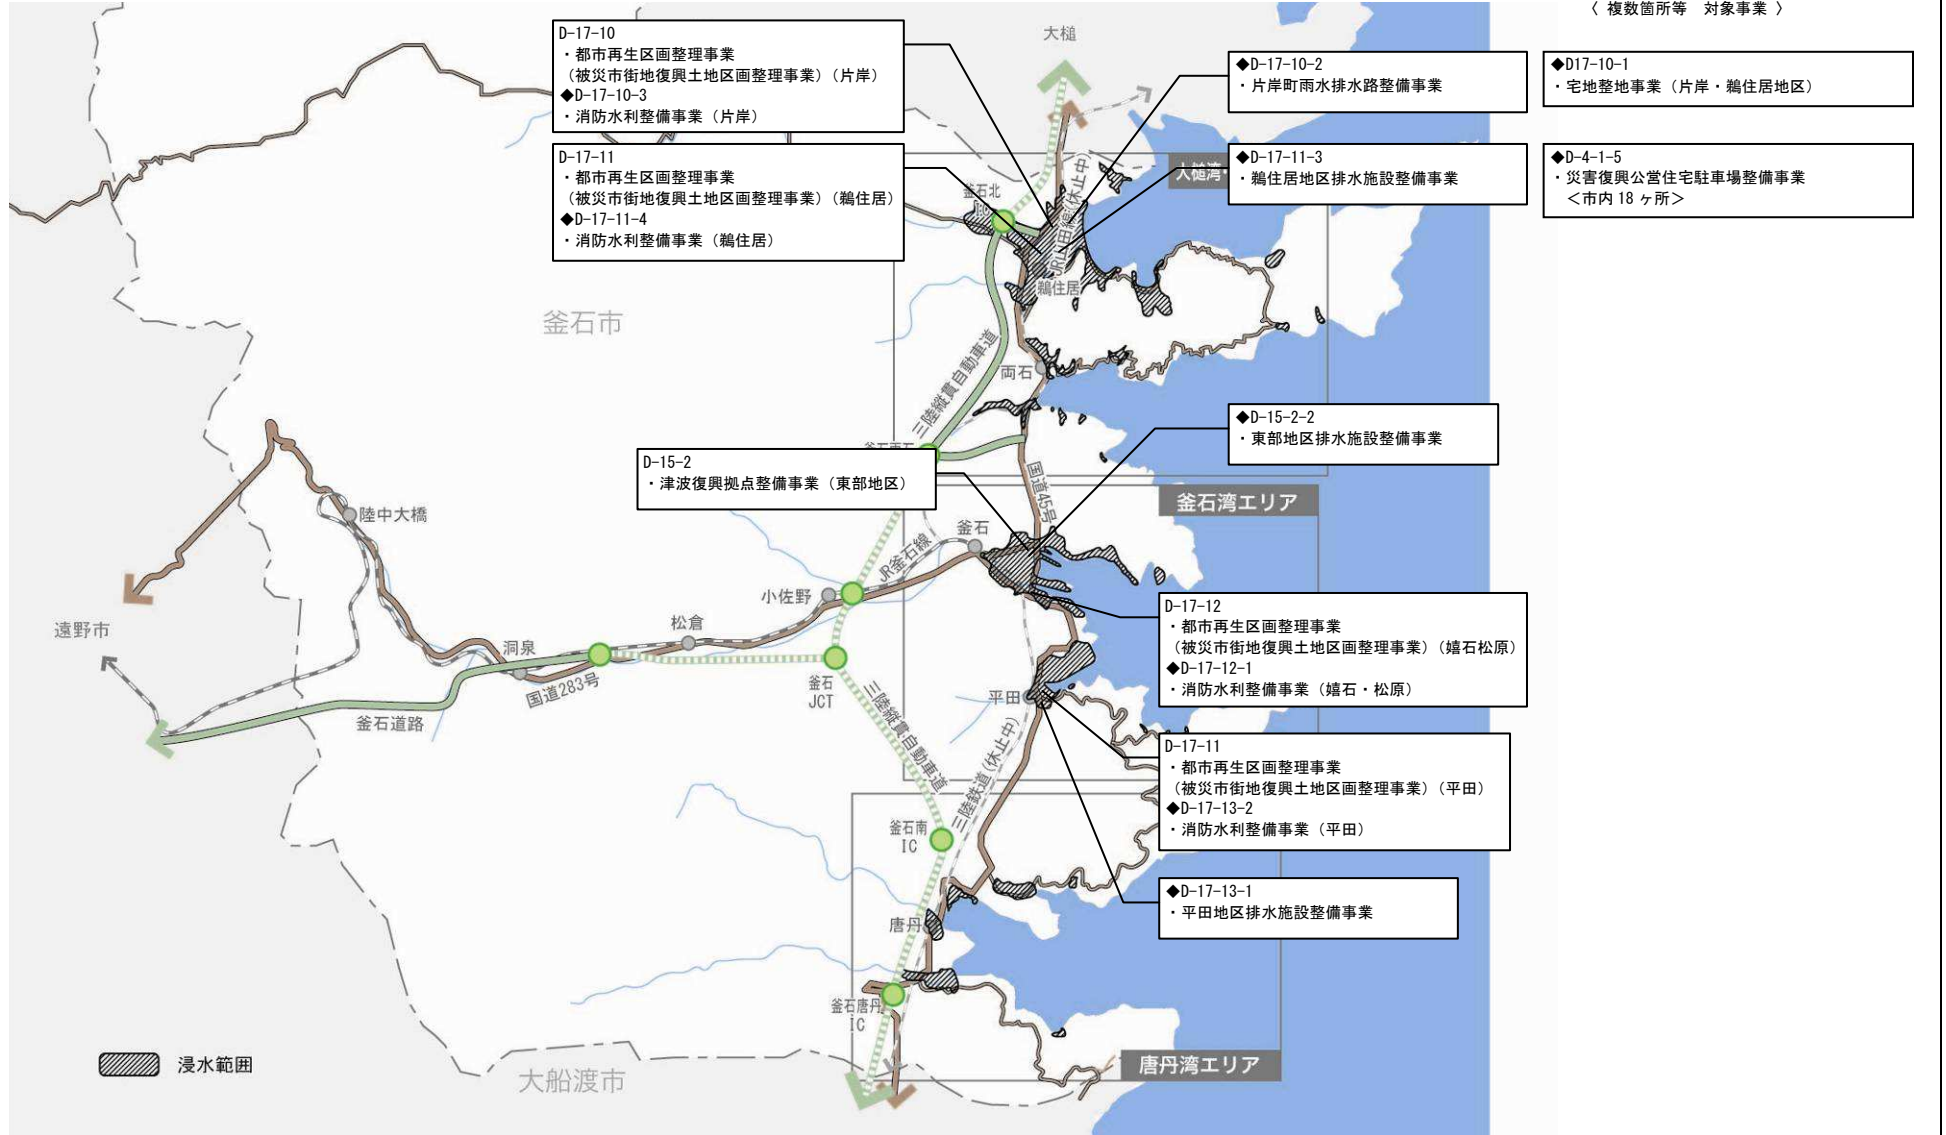 〈 複数箇所等　対象事業 〉
D-17-10
・都市再生区画整理事業
（被災市街地復興土地区画整理事業）（片岸）
◆D-17-10-3
・消防水利整備事業（片岸）
大槌
◆D-17-10-2
・片岸町雨水排水路整備事業
◆D17-10-1
・宅地整地事業（片岸・鵜住居地区）
D-17-11
・都市再生区画整理事業
（被災市街地復興土地区画整理事業）（鵜住居）
◆D-17-11-4
・消防水利整備事業（鵜住居）
大槌湾・
◆D-17-11-3
・鵜住居地区排水施設整備事業
◆D-4-1-5
・災害復興公営住宅駐車場整備事業
＜市内 18 ヶ所＞
釜石北
IC
JR山田線(休止中)
鵜住居
釜石市
三陸縦貫自動車道
両石
◆D-15-2-2
・東部地区排水施設整備事業
D-15-2
・津波復興拠点整備事業（東部地区）
国道45号
釜石湾エリア
陸中大橋
釜石
JR釜石線
小佐野
松倉
洞泉
遠野市
国道283号
釜石道路
釜石
JCT
三陸縦貫自動車道
平田
三陸鉄道(休止中)
D-17-12
・都市再生区画整理事業
（被災市街地復興土地区画整理事業）（嬉石松原）
◆D-17-12-1
・消防水利整備事業（嬉石・松原）
D-17-11
・都市再生区画整理事業
（被災市街地復興土地区画整理事業）（平田）
◆D-17-13-2
・消防水利整備事業（平田）
釜石南
IC
◆D-17-13-1
・平田地区排水施設整備事業
唐丹
釜石唐丹
IC
唐丹湾エリア
浸水範囲
大船渡市